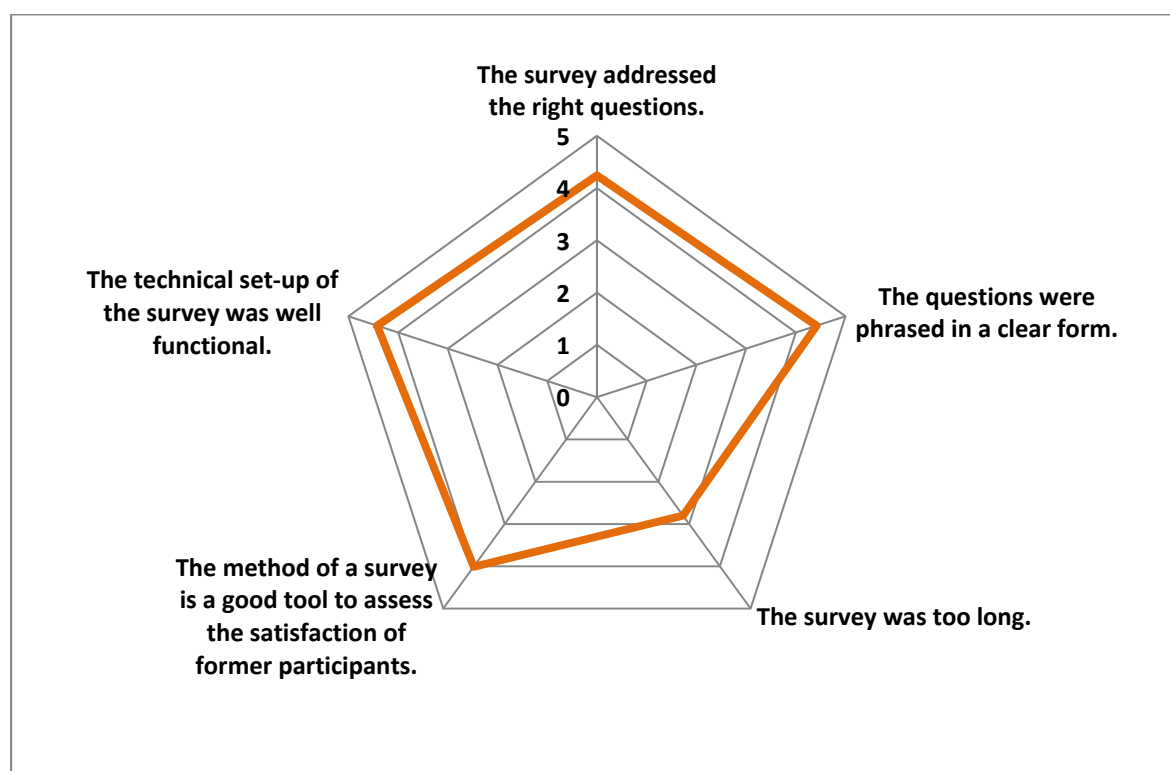 The survey addressed
the right questions.
5
4
3
2
1
0
The questions were
phrased in a clear form.
The survey was too long.
The method of a survey
is a good tool to assess
the satisfaction of
former participants.
The technical set-up of
the survey was well
functional.